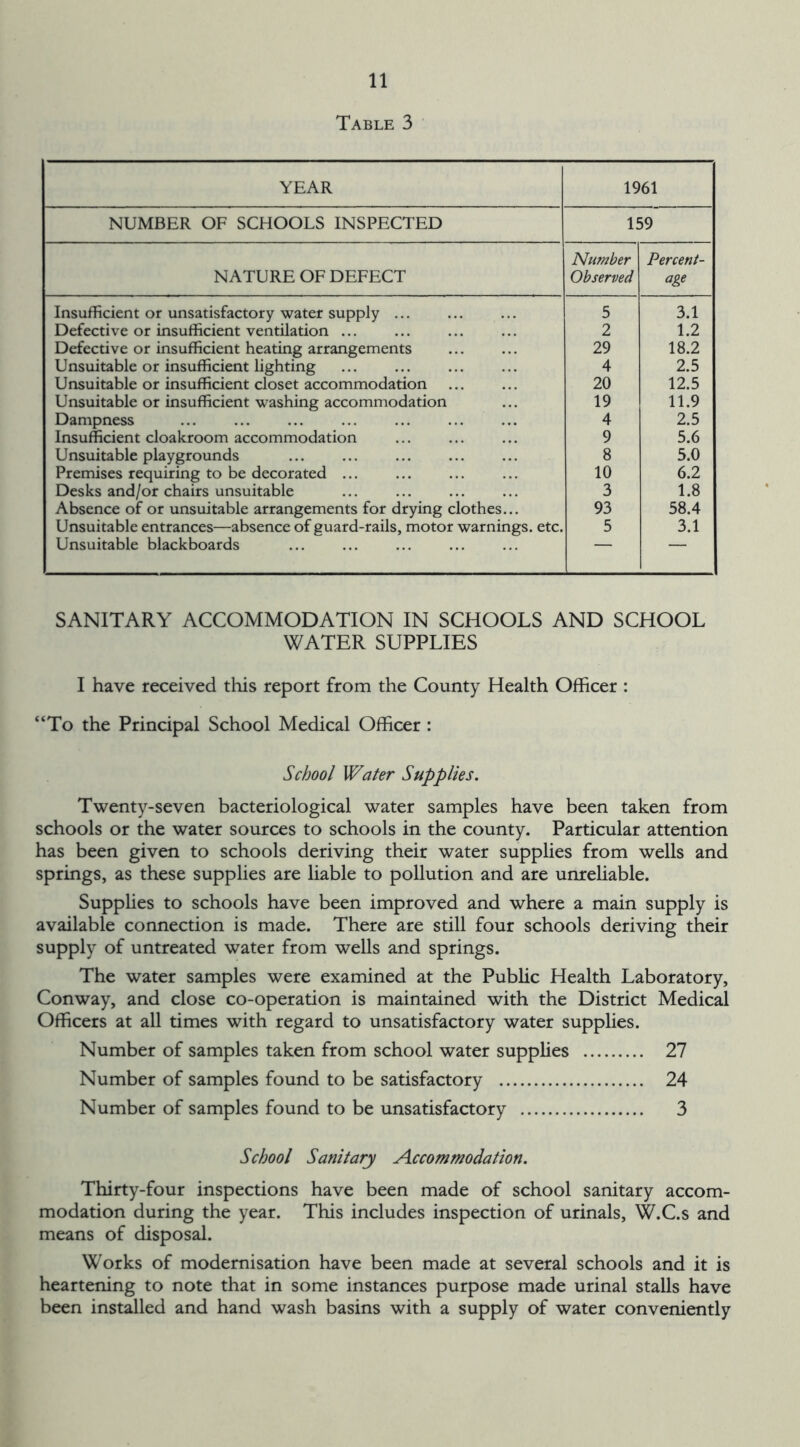 11
TABLE 3
YEAR 1961
NUMBER OF SCHOOLS INSPECTED 159
NATURE OF DEFECT Number Observed Percent-age
Insufficient or unsatisfactory water supply ... ... ... 5 3.1
Defective or insufficient ventilation ... ... ... ... 2 1.2
Defective or insufficient heating arrangements ... ... 29 18.2
Unsuitable or insufficient lighting ... ... ... ... 4 2.5
Unsuitable or insufficient closet accommodation ... ... 20 12.5
Unsuitable or insufficient washing accommodation ... 19 11.9
Dampness ... ... ... ... ... ... ... 4 2.5
Insufficient cloakroom accommodation ... ... ... 9 5.6
Unsuitable playgrounds ... ... ... ... ... 8 5.0
Premises requiring to be decorated ... ... ... ... 10 6.2
Desks and/or chairs unsuitable ... ... ... ... 3 1.8
Absence of or unsuitable arrangements for drying clothes... 93 58.4
Unsuitable entrances—absence of guard-rails, motor warnings. etc. 5 3.1
Unsuitable blackboards ... ... ... ... ... — —
SANITARY ACCOMMODATION IN SCHOOLS AND SCHOOL
WATER SUPPLIES
I have received this report from the County Health Officer :
“To the Principal School Medical Officer :
School Water Supplies.
Twenty-seven bacteriological water samples have been taken from
schools or the water sources to schools in the county. Particular attention
has been given to schools deriving their water supplies from wells and
springs, as these supplies are liable to pollution and are unreliable.
Supplies to schools have been improved and where a main supply is
available connection is made. There are still four schools deriving their
supply of untreated water from wells and springs.
The water samples were examined at the Public Health Laboratory,
Conway, and close co-operation is maintained with the District Medical
Officers at all times with regard to unsatisfactory water supplies.
Number of samples taken from school water supplies ......... 27
Number of samples found to be satisfactory ...................... 24
Number of samples found to be unsatisfactory ................... 3
School Sanitary Accommodation.
Thirty-four inspections have been made of school sanitary accom-
modation during the year. This includes inspection of urinals, W.C.s and
means of disposal.
Works of modernisation have been made at several schools and it is
heartening to note that in some instances purpose made urinal stalls have
been installed and hand wash basins with a supply of water conveniently